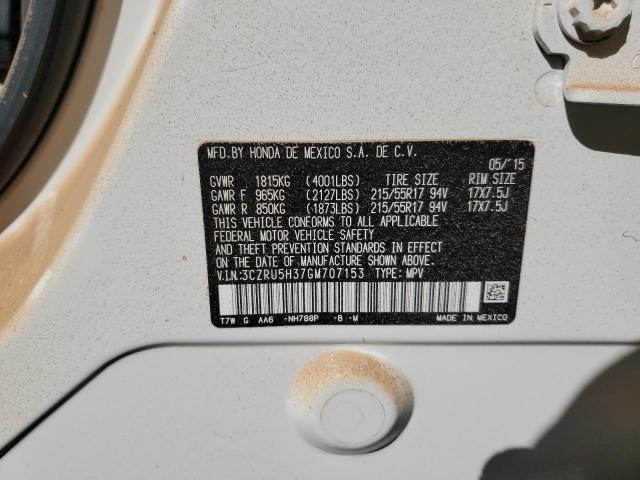 MFD.BY HONDA DE MEXICO S.A. DE C.V.
05/'15
GVWR 1815KG (4001LBS) TIRE SIZE RIM SIZE
GAWR F 965KG (2127LBS) 215/55R17 94V 17X7.5J
GAWR R 850KG (1873LBS) 215/55R17 94V 17X7.5J
THIS VEHICLE CONFORMS TO ALL APPLICABLE
FEDERAL MOTOR VEHICLE SAFETY
AND THEFT PREVENTION STANDARDS IN EFFECT
ON THE DATE OF MANUFACTURE SHOWN ABOVE.
V.I.N.:3CZRU5H37GM707153 TYPE: MPV
T7W G AA6 -NH788P -B -M MADE IN MEXICO